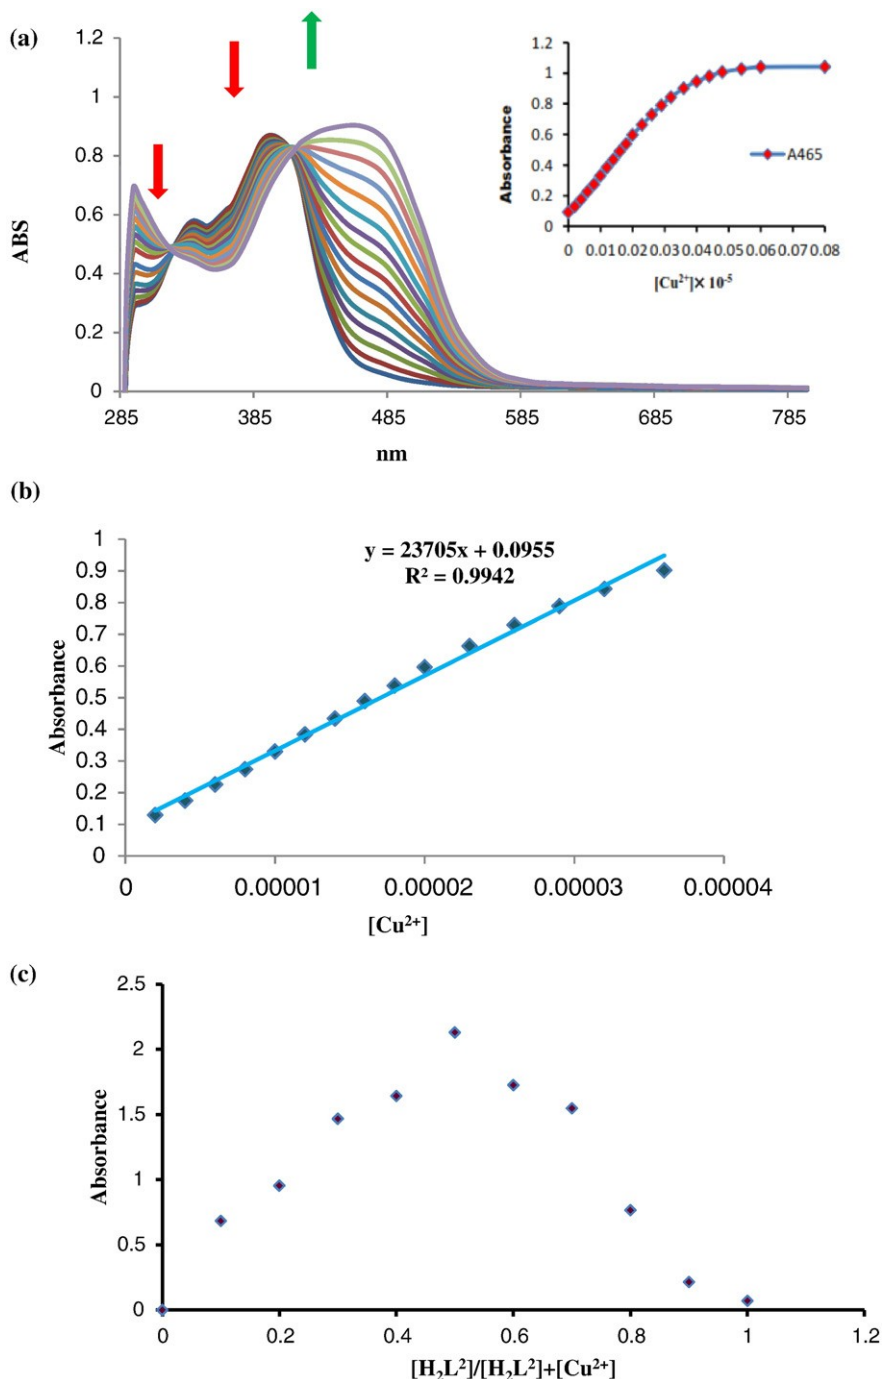 (a)
1.2
1
0.8
0.6
0.4
0.2
0
ABS
285 385 485 585 685 785
nm
1.2
1
0.8
0.6
0.4
0.2
0
Absorbance
A465
0 0.01 0.02 0.03 0.04 0.05 0.06 0.07 0.08
[Cu²⁺]× 10⁻⁵
(b)
1
0.9
0.8
0.7
0.6
0.5
0.4
0.3
0.2
0.1
0
Absorbance
y = 23705x + 0.0955
R² = 0.9942
0 0.00001 0.00002 0.00003 0.00004
[Cu²⁺]
(c)
2.5
2
1.5
1
0.5
0
Absorbance
0 0.2 0.4 0.6 0.8 1 1.2
[H₂L²]/[H₂L²]+[Cu²⁺]